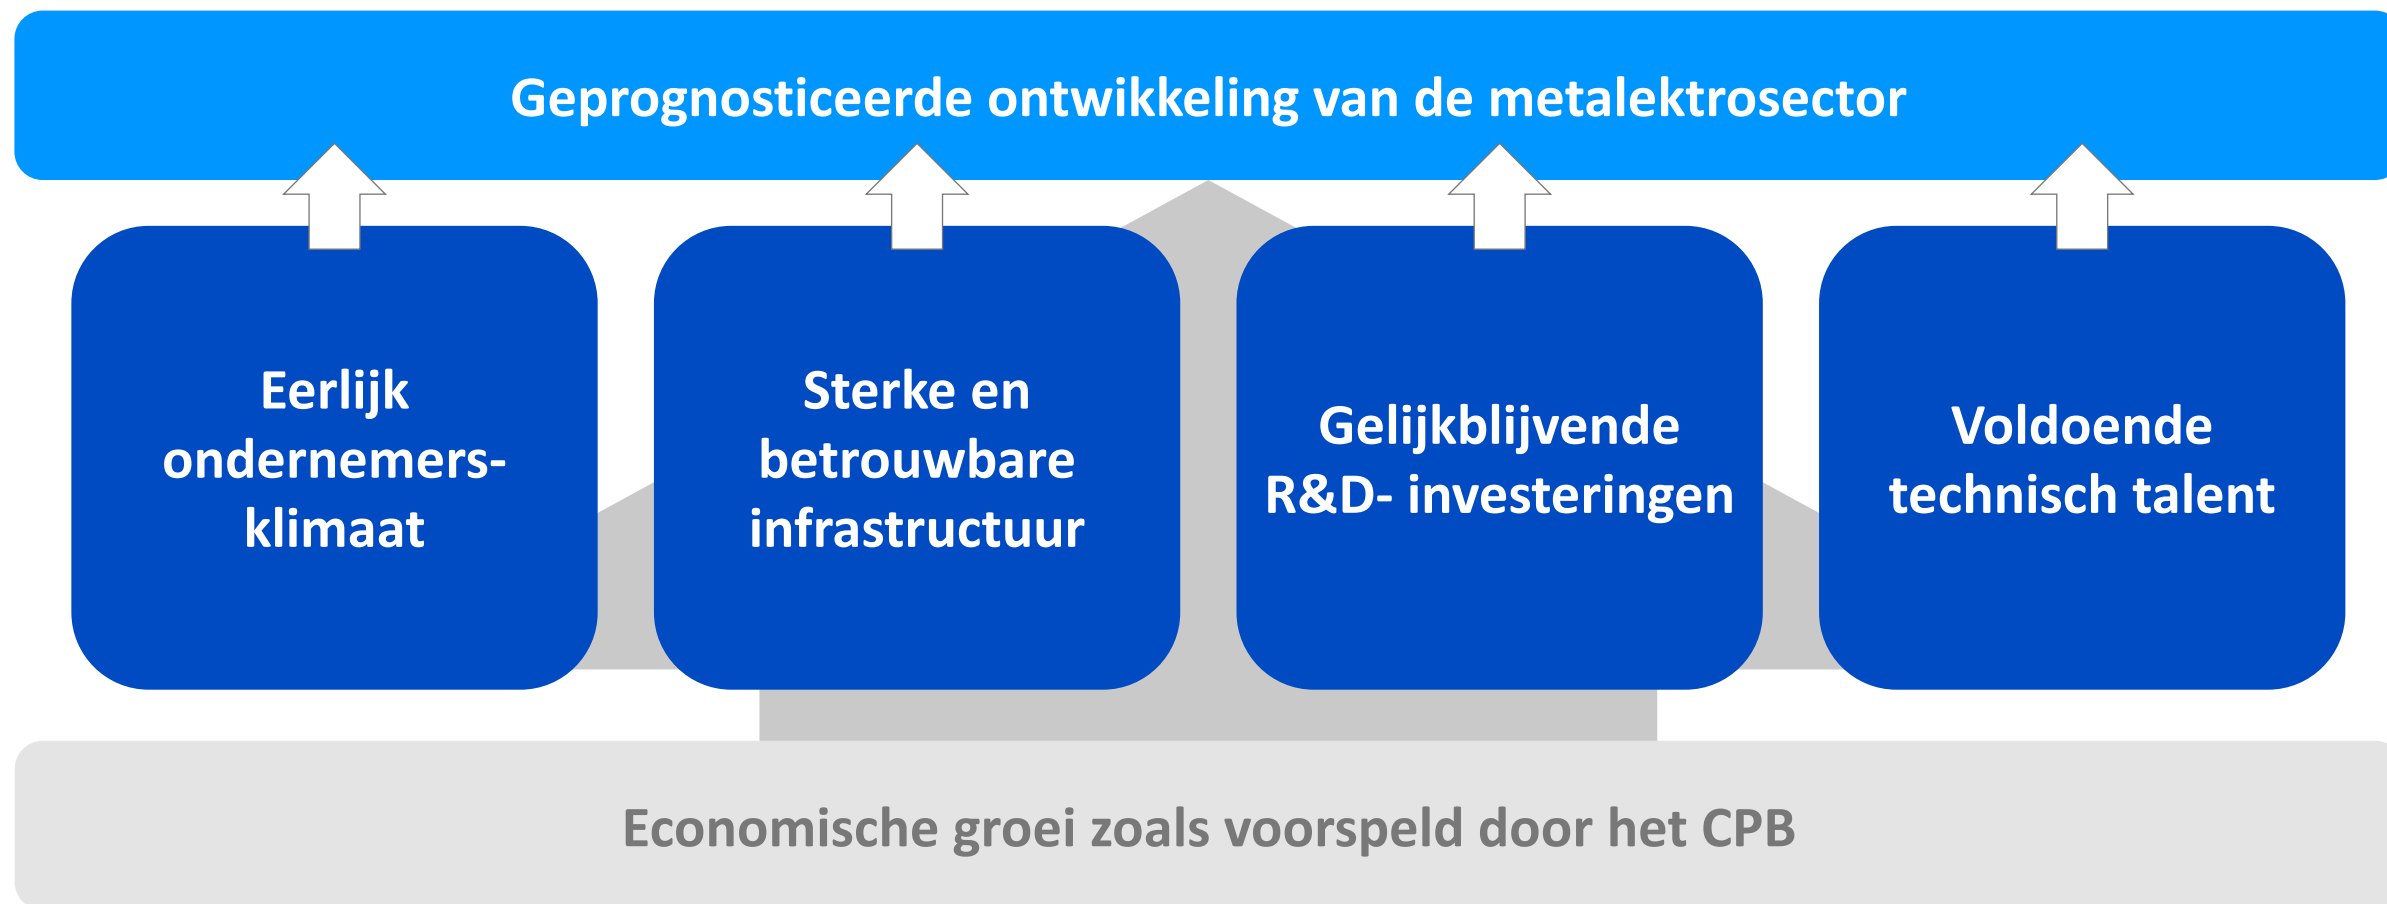 Geprognosticeerde ontwikkeling van de metalektrosector
Eerlijk
ondernemers-
klimaat
Sterke en
betrouwbare
infrastructuur
Gelijkblijvende
R&D- investeringen
Voldoende
technisch talent
Economische groei zoals voorspeld door het CPB